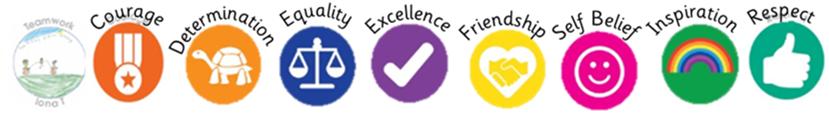 Teamwork
Iona T
Courage
Determination
Equality
Excellence
Friendship
Self Belief
Inspiration
Respect